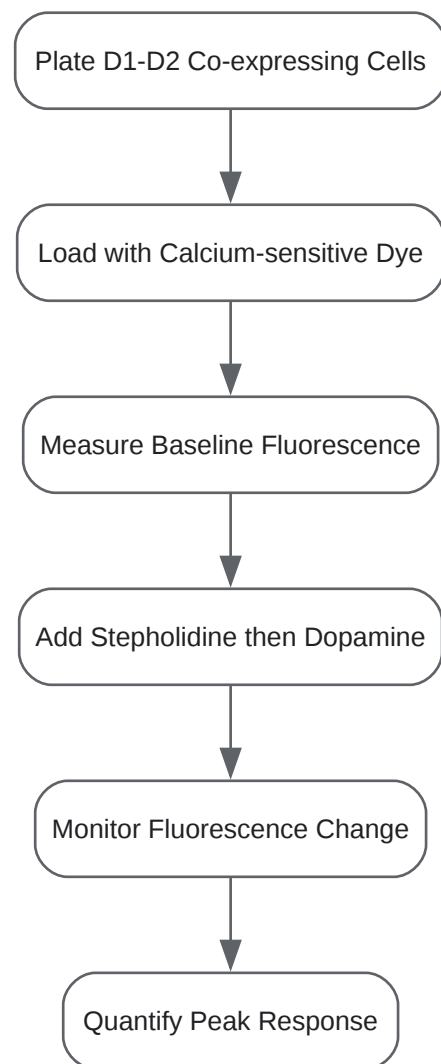 Plate D1-D2 Co-expressing Cells
Load with Calcium-sensitive Dye
Measure Baseline Fluorescence
Add Stepholidine then Dopamine
Monitor Fluorescence Change
Quantify Peak Response